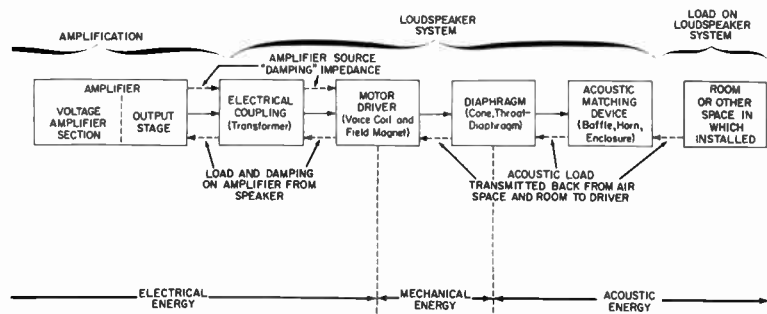 AMPLIFICATION
LOUDSPEAKER
SYSTEM
LOAD ON
LOUDSPEAKER
SYSTEM
AMPLIFIER SOURCE
"DAMPING" IMPEDANCE
AMPLIFIER
VOLTAGE
AMPLIFIER
SECTION
OUTPUT
STAGE
ELECTRICAL
COUPLING
(Transformer)
MOTOR
DRIVER
(Voice Coil and
Field Magnet)
DIAPHRAGM
(Cone, Throat-
Diaphragm)
ACOUSTIC
MATCHING
DEVICE
(Baffle, Horn,
Enclosure)
ROOM
OR OTHER
SPACE IN
WHICH
INSTALLED
LOAD AND DAMPING
ON AMPLIFIER FROM
SPEAKER
ACOUSTIC LOAD
TRANSMITTED BACK FROM AIR
SPACE AND ROOM TO DRIVER
ELECTRICAL
ENERGY
MECHANICAL
ENERGY
ACOUSTIC
ENERGY